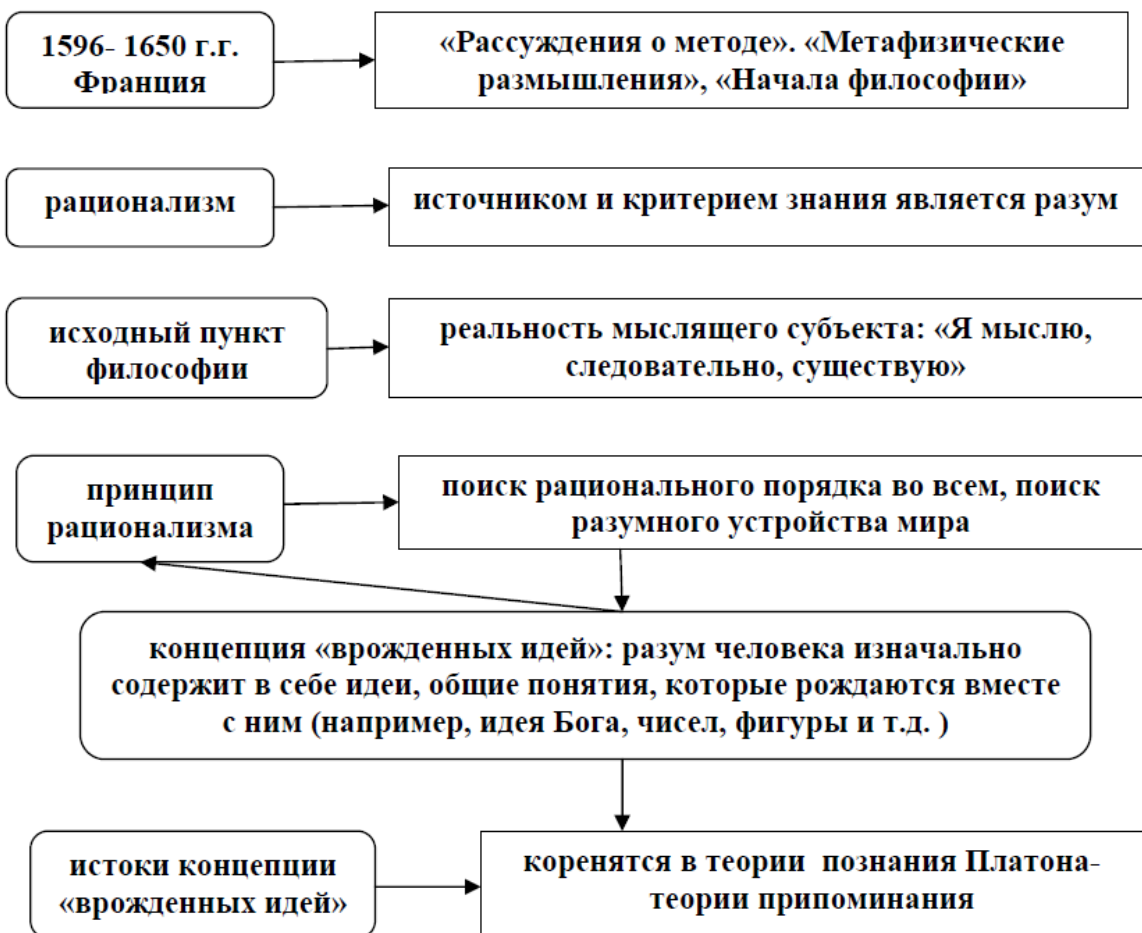 1596- 1650 г.г.
Франция
«Рассуждения о методе». «Метафизические
размышления», «Начала философии»
рационализм
источником и критерием знания является разум
исходный пункт
философии
реальность мыслящего субъекта: «Я мыслю,
следовательно, существую»
принцип
рационализма
поиск рационального порядка во всем, поиск
разумного устройства мира
концепция «врожденных идей»: разум человека изначально
содержит в себе идеи, общие понятия, которые рождаются вместе
с ним (например, идея Бога, чисел, фигуры и т.д. )
истоки концепции
«врожденных идей»
коренятся в теории познания Платона-
теории припоминания